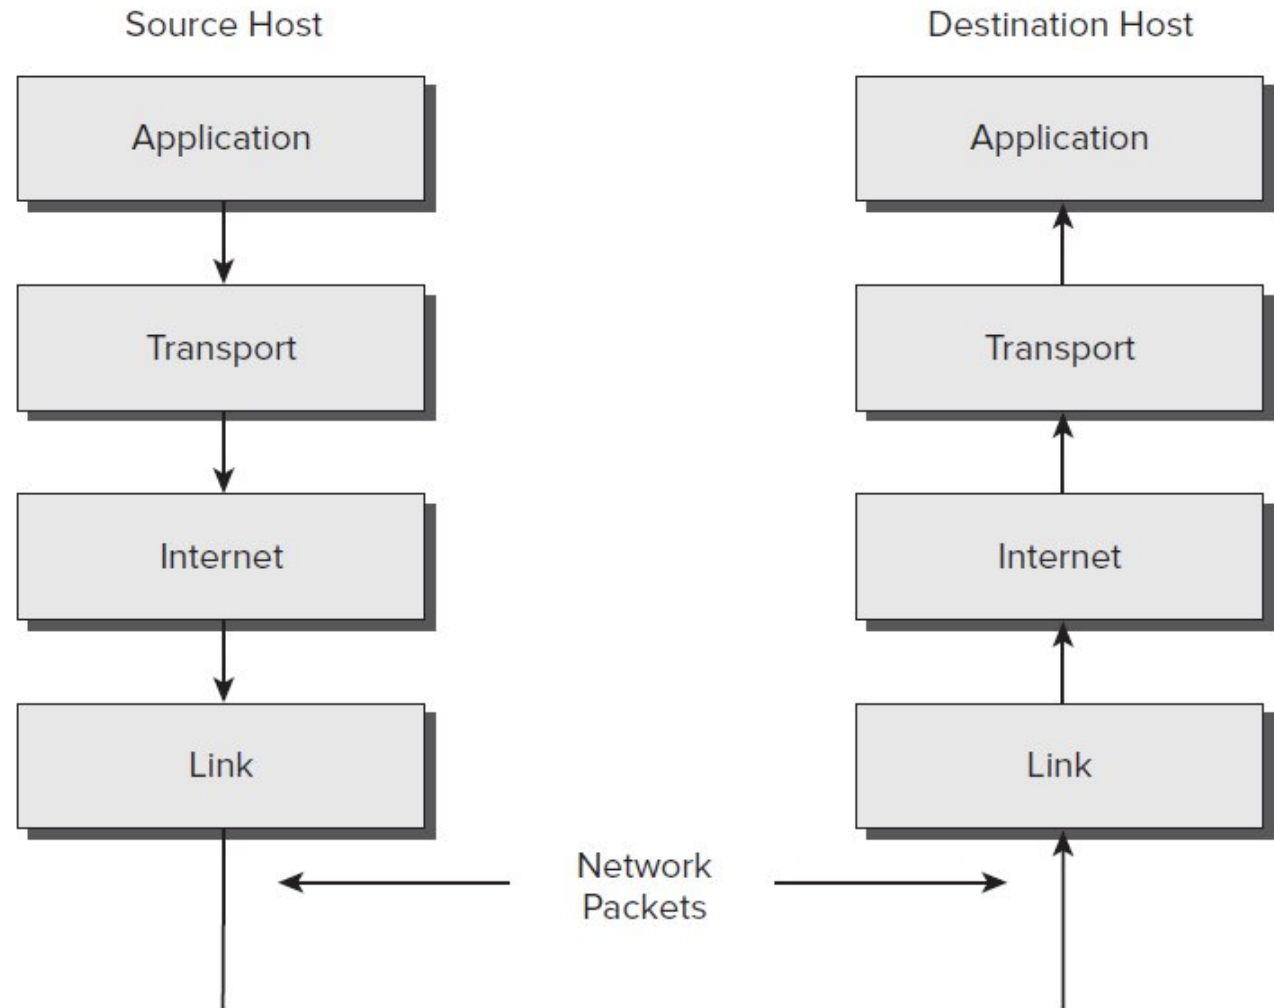 Source Host
Destination Host
Application
Application
Transport
Transport
Internet
Internet
Link
Link
Network
Packets